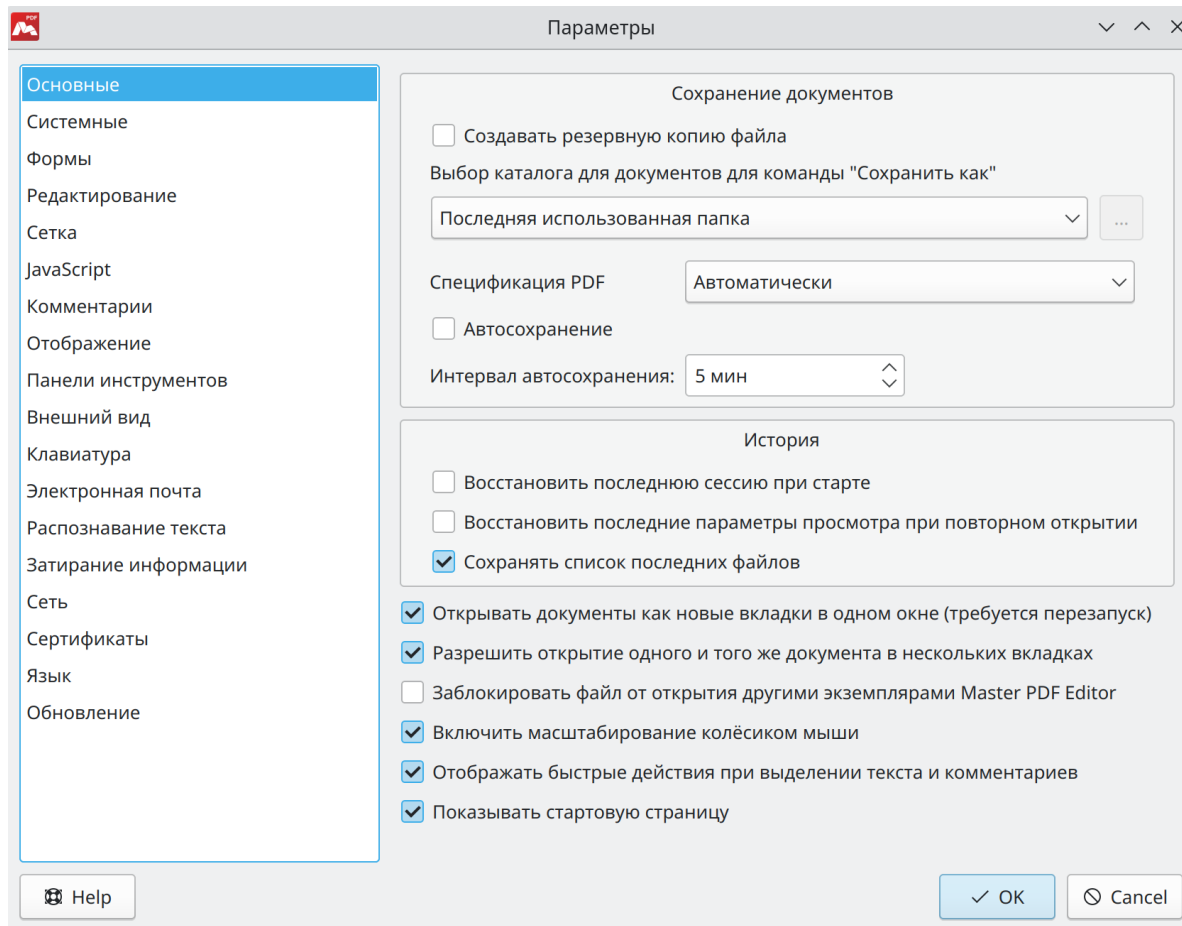 PDF
Параметры
Основные
Системные
Формы
Редактирование
Сетка
JavaScript
Комментарии
Отображение
Панели инструментов
Внешний вид
Клавиатура
Электронная почта
Распознавание текста
Затирание информации
Сеть
Сертификаты
Язык
Обновление
Сохранение документов
Создавать резервную копию файла
Выбор каталога для документов для команды "Сохранить как"
Последняя использованная папка
...
Спецификация PDF
Автоматически
Автосохранение
Интервал автосохранения:
5 мин
История
Восстановить последнюю сессию при старте
Восстановить последние параметры просмотра при повторном открытии
Сохранять список последних файлов
Открывать документы как новые вкладки в одном окне (требуется перезапуск)
Разрешить открытие одного и того же документа в нескольких вкладках
Заблокировать файл от открытия другими экземплярами Master PDF Editor
Включить масштабирование колёсиком мыши
Отображать быстрые действия при выделении текста и комментариев
Показывать стартовую страницу
Help
OK
Cancel